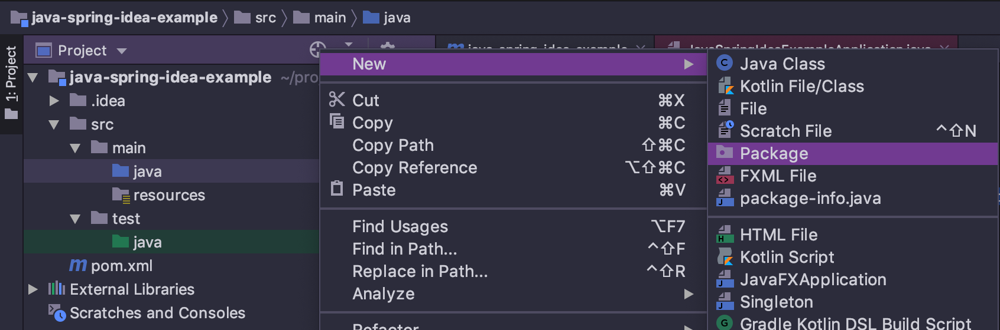 java-spring-idea-example 〉 src 〉 main 〉 java
1: Project
Project
java-spring-idea-example ~/pro
.idea
src
main
java
resources
test
java
m pom.xml
External Libraries
Scratches and Consoles
java-spring-idea-example
JavaSpringIdeaExampleApplication.java
New
Cut ⌘X
Copy ⌘C
Copy Path ⇧⌘C
Copy Reference ⌥⇧⌘C
Paste ⌘V
Find Usages ⌥F7
Find in Path... ^⇧F
Replace in Path... ^⇧R
Analyze
Refactor
C Java Class
Kotlin File/Class
File
Scratch File ^⇧N
Package
<> FXML File
J package-info.java
H HTML File
Kotlin Script
J JavaFXApplication
J Singleton
G Gradle Kotlin DSL Build Script